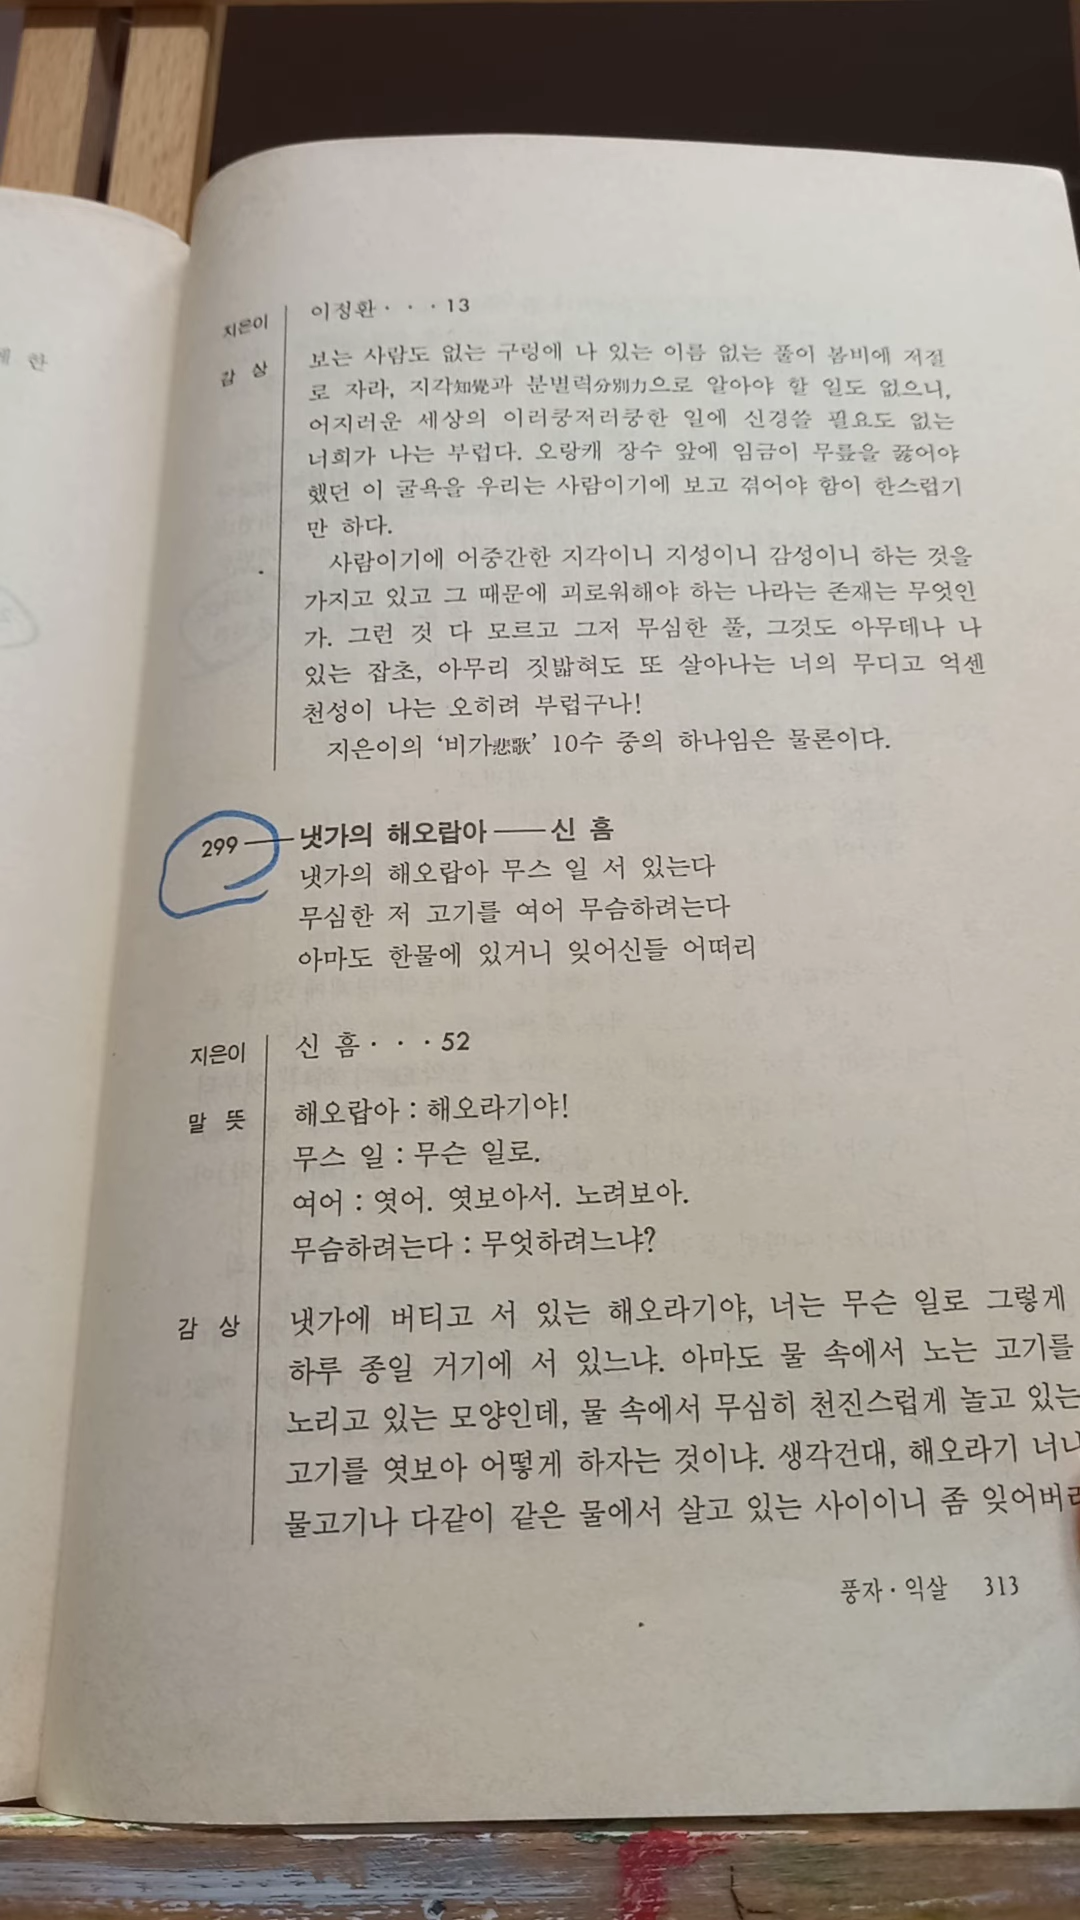 한
지은이 이정환···13
감 상 보는 사람도 없는 구렁에 나 있는 이름 없는 풀이 봄비에 저절
로 자라, 지각知覺과 분별력分別力으로 알아야 할 일도 없으니,
어지러운 세상의 이러쿵저러쿵한 일에 신경쓸 필요도 없는
너희가 나는 부럽다. 오랑캐 장수 앞에 임금이 무릎을 꿇어야
했던 이 굴욕을 우리는 사람이기에 보고 겪어야 함이 한스럽기
만 하다.
사람이기에 어중간한 지각이니 지성이니 감성이니 하는 것을
가지고 있고 그 때문에 괴로워해야 하는 나라는 존재는 무엇인
가. 그런 것 다 모르고 그저 무심한 풀, 그것도 아무데나 나
있는 잡초, 아무리 짓밟혀도 또 살아나는 너의 무디고 억센
천성이 나는 오히려 부럽구나!
지은이의 ‘비가悲歌’ 10수 중의 하나임은 물론이다.
299 — 냇가의 해오랍아 — 신 흠
냇가의 해오랍아 무스 일 서 있는다
무심한 저 고기를 여어 무슴하려는다
아마도 한물에 있거니 잊어신들 어떠리
지은이 신 흠···52
말 뜻 해오랍아 : 해오라기야!
무스 일 : 무슨 일로.
여어 : 엿어. 엿보아서. 노려보아.
무슴하려는다 : 무엇하려느냐?
감 상 냇가에 버티고 서 있는 해오라기야, 너는 무슨 일로 그렇게
하루 종일 거기에 서 있느냐. 아마도 물 속에서 노는 고기를
노리고 있는 모양인데, 물 속에서 무심히 천진스럽게 놀고 있는
고기를 엿보아 어떻게 하자는 것이냐. 생각건대, 해오라기 너나
물고기나 다같이 같은 물에서 살고 있는 사이이니 좀 잊어버
풍자·익살 313